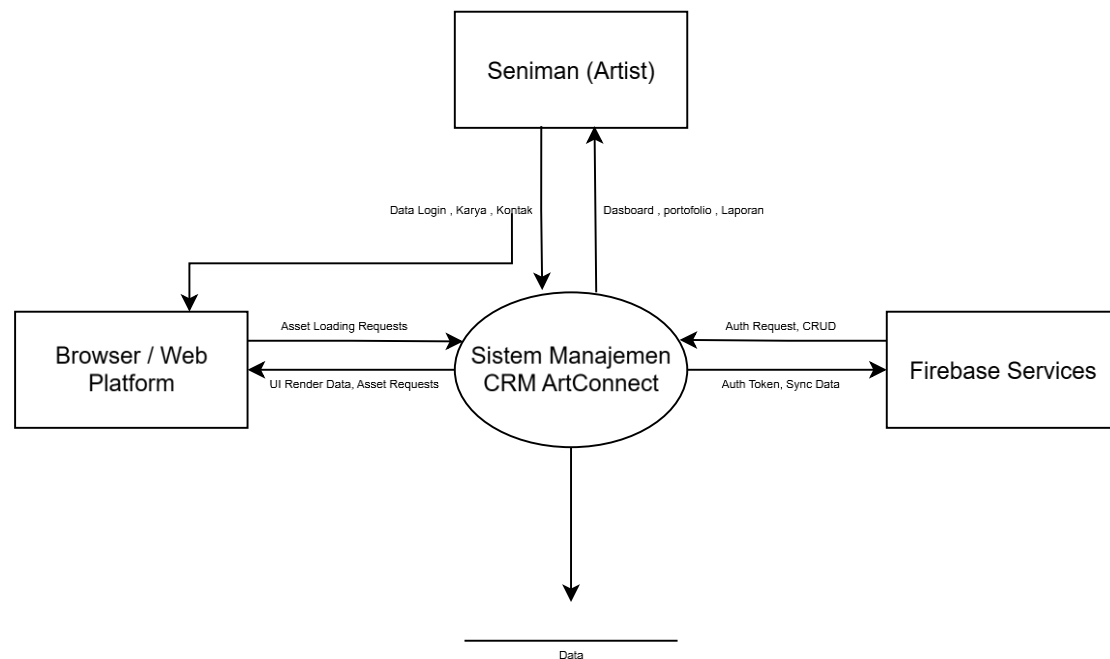 Seniman (Artist)
Data Login , Karya , Kontak
Dasboard , portofolio , Laporan
Browser / Web
Platform
Asset Loading Requests
UI Render Data, Asset Requests
Sistem Manajemen
CRM ArtConnect
Auth Request, CRUD
Auth Token, Sync Data
Firebase Services
Data